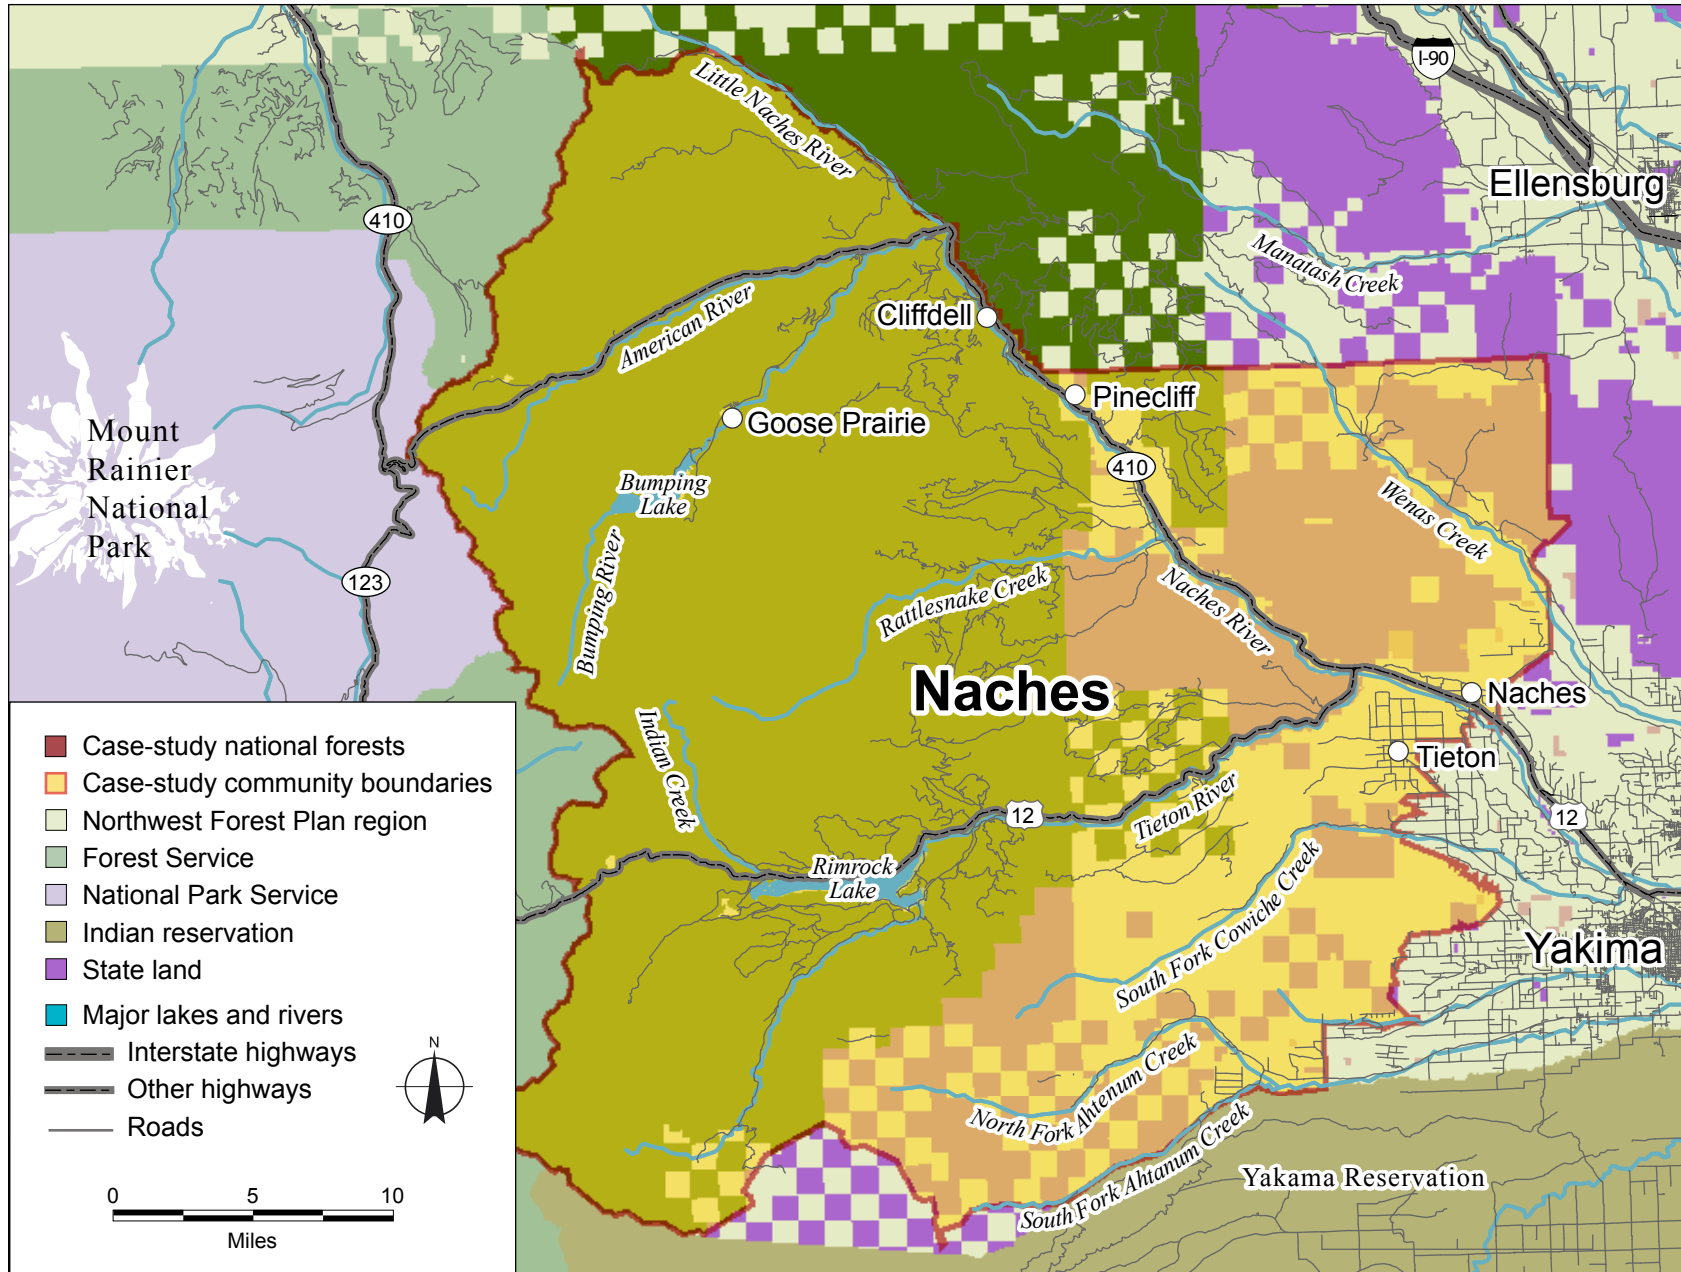 I-90
Little Naches River
Ellensburg
410
Manatash Creek
American River
Cliffdell
Pinecliff
Goose Prairie
Mount
Rainier
National
Park
410
Bumping
Lake
Wenas Creek
Bumping River
123
Rattlesnake Creek
Naches River
Naches
Naches
Indian Creek
Tieton
12
Tieton River
12
Rimrock
Lake
South Fork Cowiche Creek
Yakima
North Fork Ahtenum Creek
South Fork Ahtanum Creek
Yakama Reservation
Case-study national forests
Case-study community boundaries
Northwest Forest Plan region
Forest Service
National Park Service
Indian reservation
State land
Major lakes and rivers
Interstate highways
Other highways
Roads
N
0 5 10
Miles